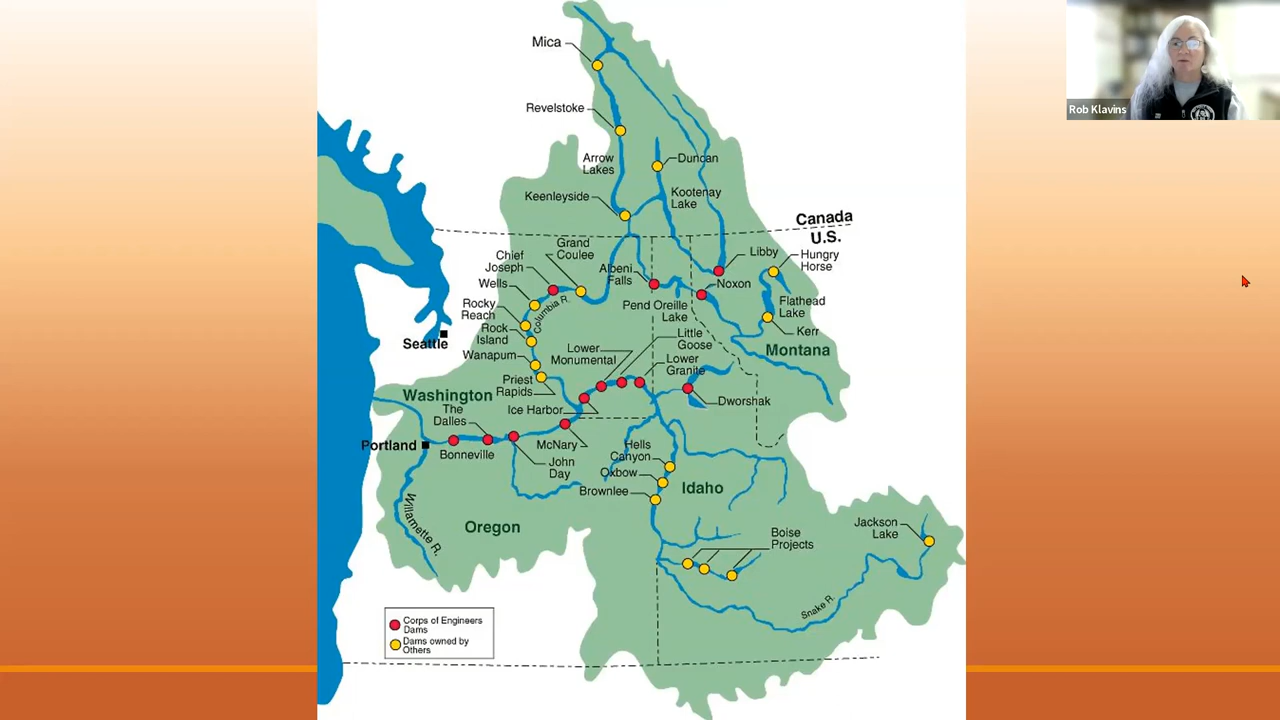 Rob Klavins
Mica
Revelstoke
Arrow
Lakes
Duncan
Keenleyside
Kootenay
Lake
Canada
U.S.
Grand
Coulee
Chief
Joseph
Albeni
Falls
Libby
Hungry
Horse
Wells
Noxon
Columbia R.
Pend Oreille
Lake
Flathead
Lake
Rocky
Reach
Rock
Island
Kerr
Seattle
Little
Goose
Montana
Wanapum
Lower
Monumental
Lower
Granite
Priest
Rapids
Washington
Ice Harbor
Dworshak
The
Dalles
Portland
Bonneville
McNary
John
Day
Hells
Canyon
Oxbow
Brownlee
Idaho
Willamette R.
Oregon
Boise
Projects
Jackson
Lake
Snake R.
Corps of Engineers
Dams
Dams owned by
Others